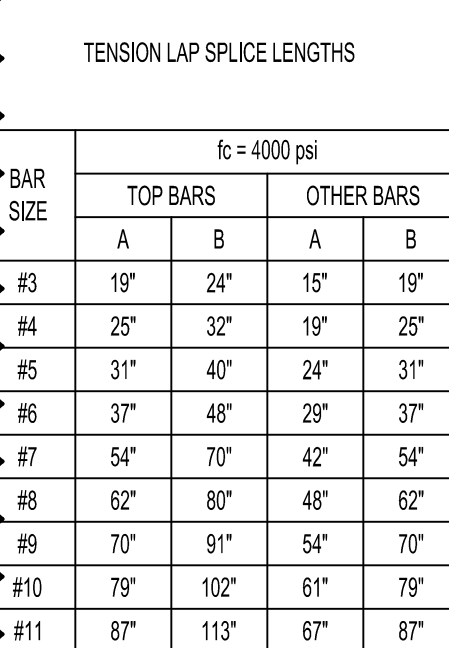 TENSION LAP SPLICE LENGTHS
BAR SIZE
fc = 4000 psi
TOP BARS OTHER BARS
A B A B
#3 19" 24" 15" 19"
#4 25" 32" 19" 25"
#5 31" 40" 24" 31"
#6 37" 48" 29" 37"
#7 54" 70" 42" 54"
#8 62" 80" 48" 62"
#9 70" 91" 54" 70"
#10 79" 102" 61" 79"
#11 87" 113" 67" 87"